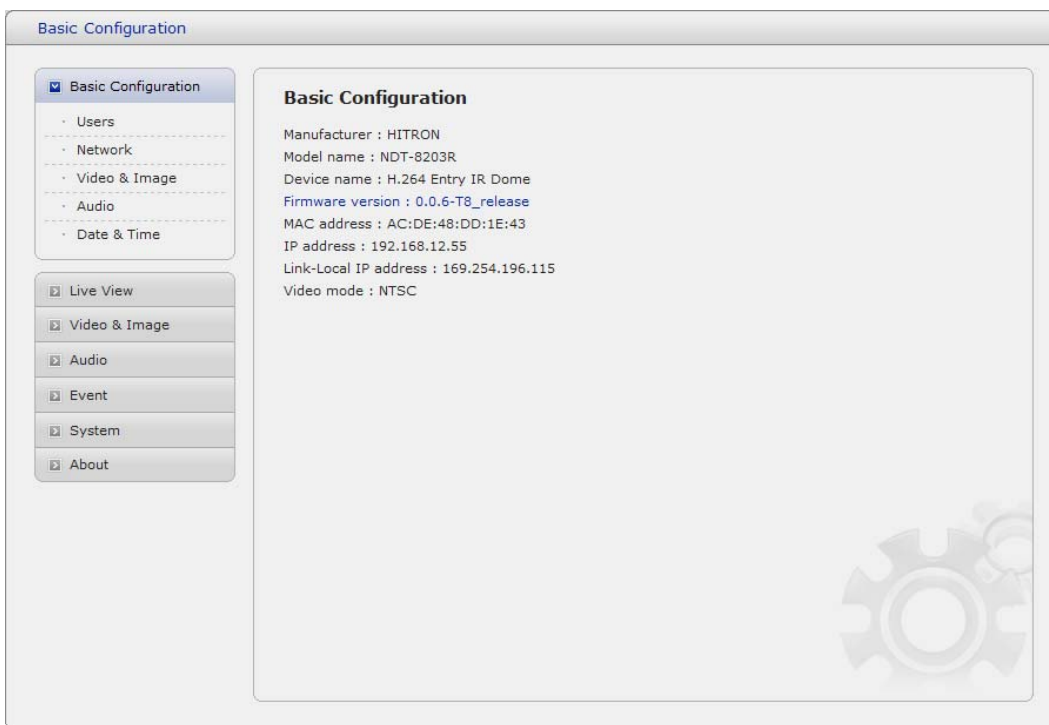 Basic Configuration
Basic Configuration
· Users
· Network
· Video & Image
· Audio
· Date & Time
Live View
Video & Image
Audio
Event
System
About
Basic Configuration
Manufacturer : HITRON
Model name : NDT-8203R
Device name : H.264 Entry IR Dome
Firmware version : 0.0.6-T8_release
MAC address : AC:DE:48:DD:1E:43
IP address : 192.168.12.55
Link-Local IP address : 169.254.196.115
Video mode : NTSC